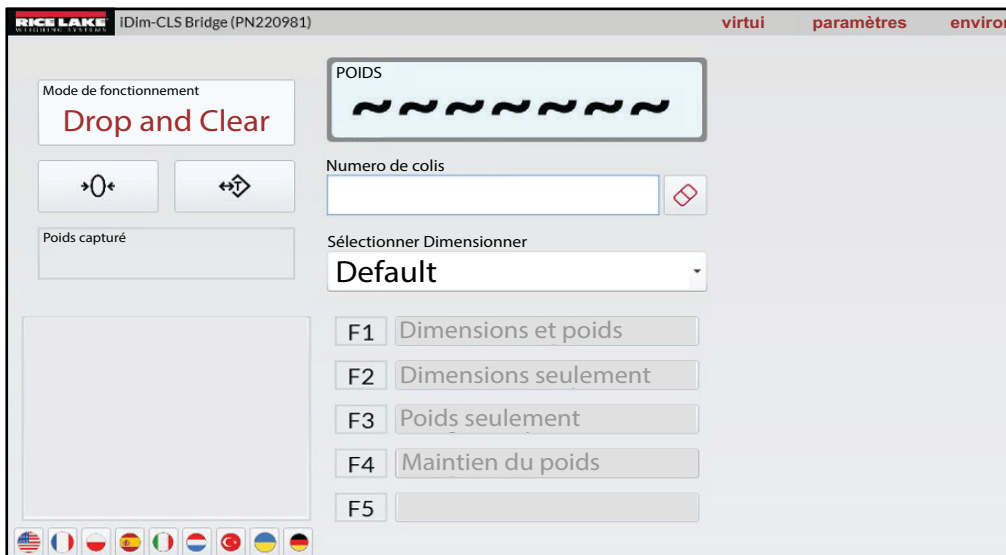 RICE LAKE
WEIGHING SYSTEMS
iDim-CLS Bridge (PN220981)
virtui
paramètres
environ
Mode de fonctionnement
Drop and Clear
POIDS
~~~~~~~
→0←
↔T
Numero de colis
Poids capturé
Sélectionner Dimensionner
Default
F1 Dimensions et poids
F2 Dimensions seulement
F3 Poids seulement
F4 Maintien du poids
F5